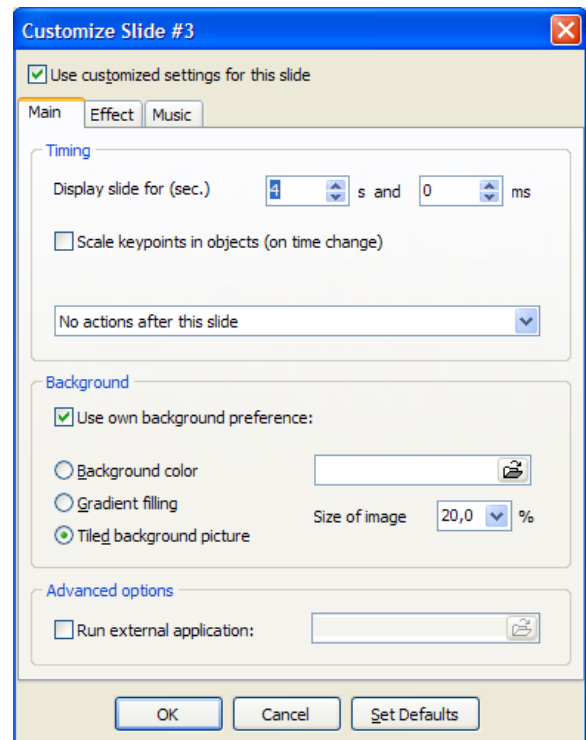 Customize Slide #3
Use customized settings for this slide
Main Effect Music
Timing
Display slide for (sec.) 4 s and 0 ms
Scale keypoints in objects (on time change)
No actions after this slide
Background
Use own background preference:
Background color
Gradient filling
Size of image 20,0 %
Tiled background picture
Advanced options
Run external application:
OK Cancel Set Defaults